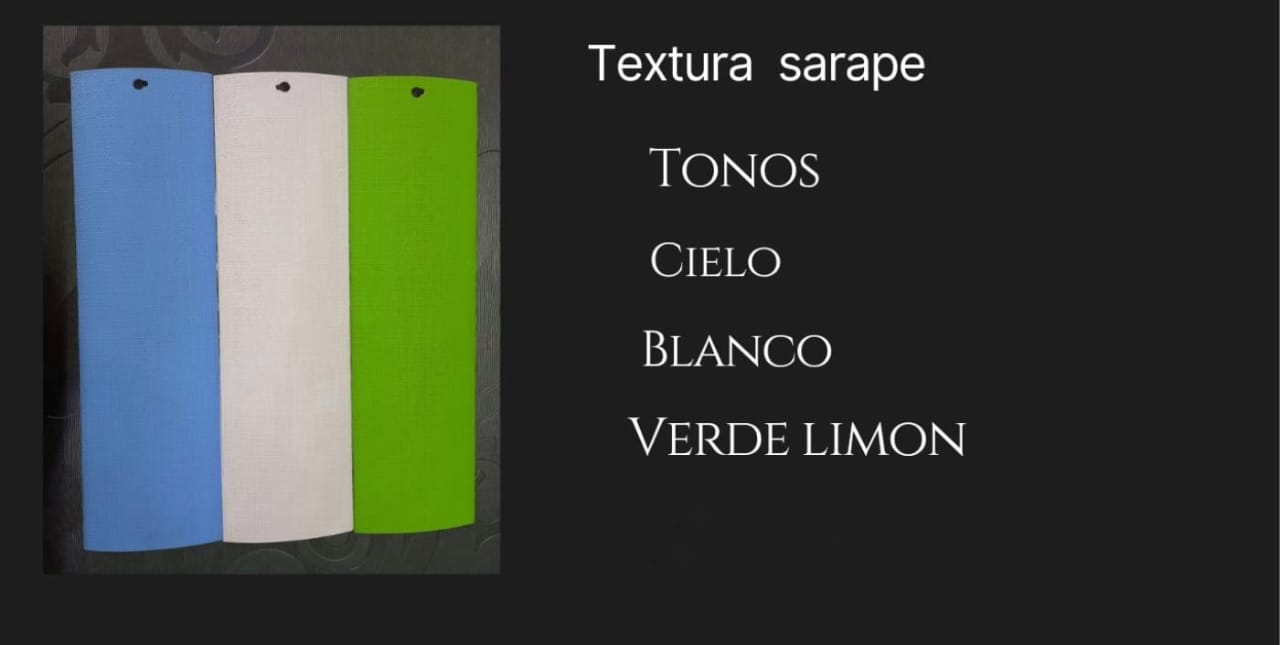 Textura sarape
Tonos
Cielo
Blanco
Verde limon